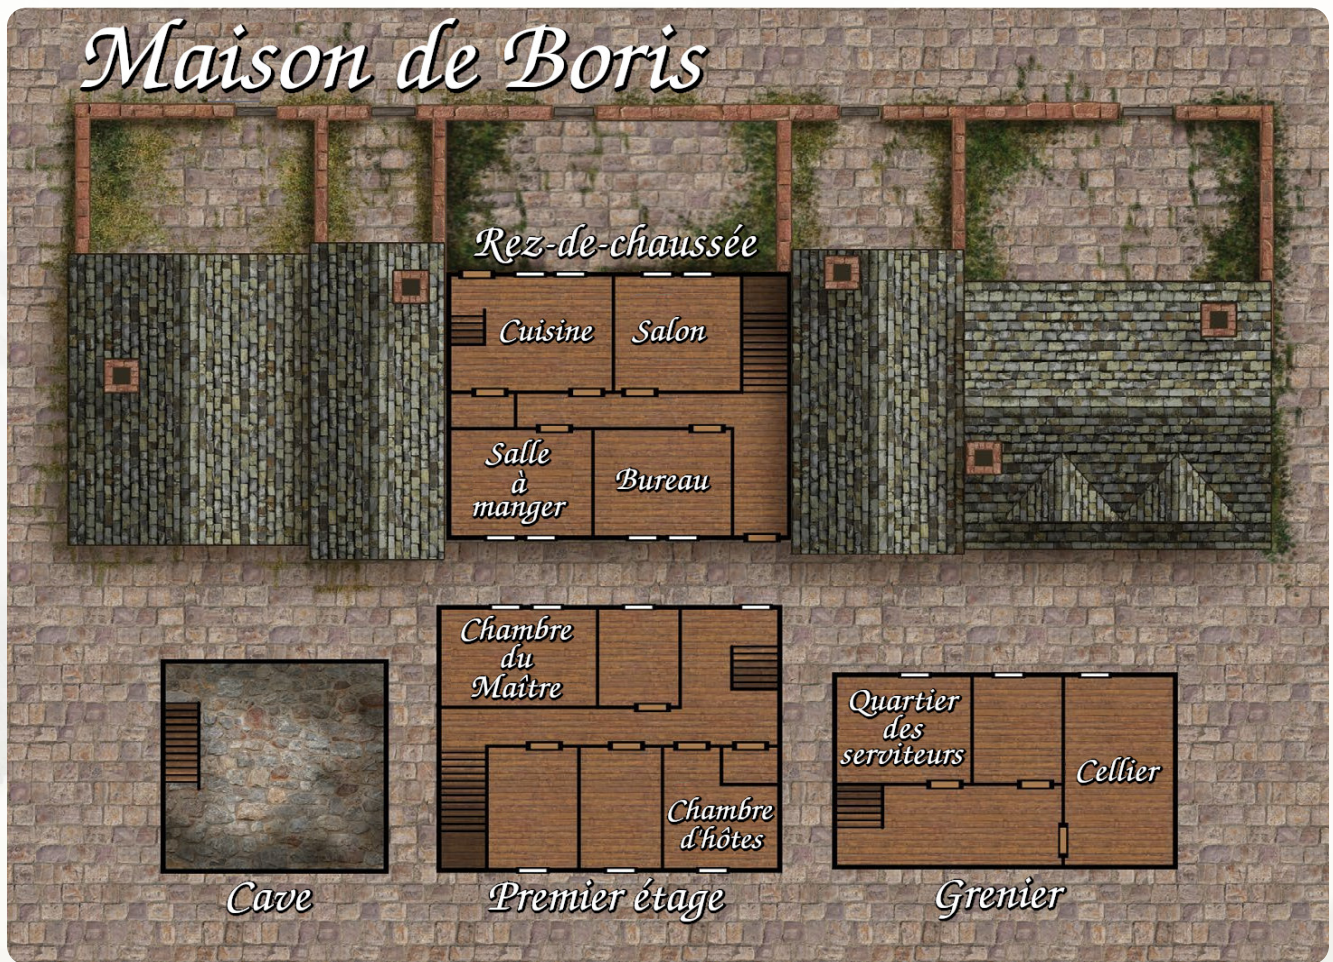 Maison de Boris
Rez-de-chaussée
Cuisine
Salon
Salle
à
manger
Bureau
Chambre
du
Maître
Chambre
d'hôtes
Premier étage
Cave
Quartier
des
serviteurs
Cellier
Grenier